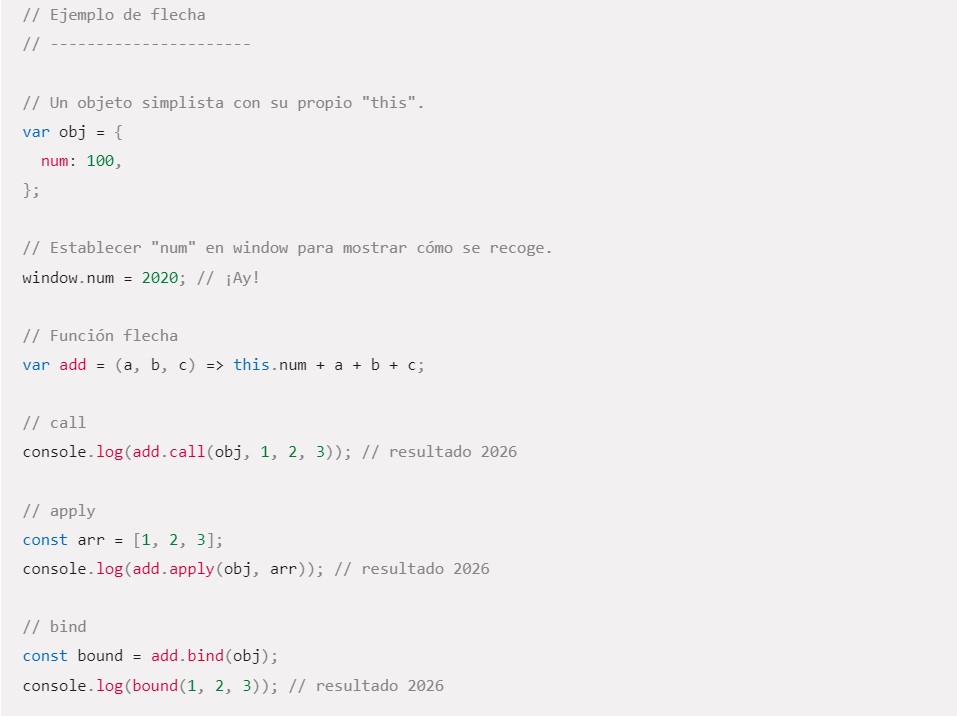 // Ejemplo de flecha
// ----------------------
// Un objeto simplista con su propio "this".
var obj = {
  num: 100,
};
// Establecer "num" en window para mostrar cómo se recoge.
window.num = 2020; // ¡Ay!
// Función flecha
var add = (a, b, c) => this.num + a + b + c;
// call
console.log(add.call(obj, 1, 2, 3)); // resultado 2026
// apply
const arr = [1, 2, 3];
console.log(add.apply(obj, arr)); // resultado 2026
// bind
const bound = add.bind(obj);
console.log(bound(1, 2, 3)); // resultado 2026